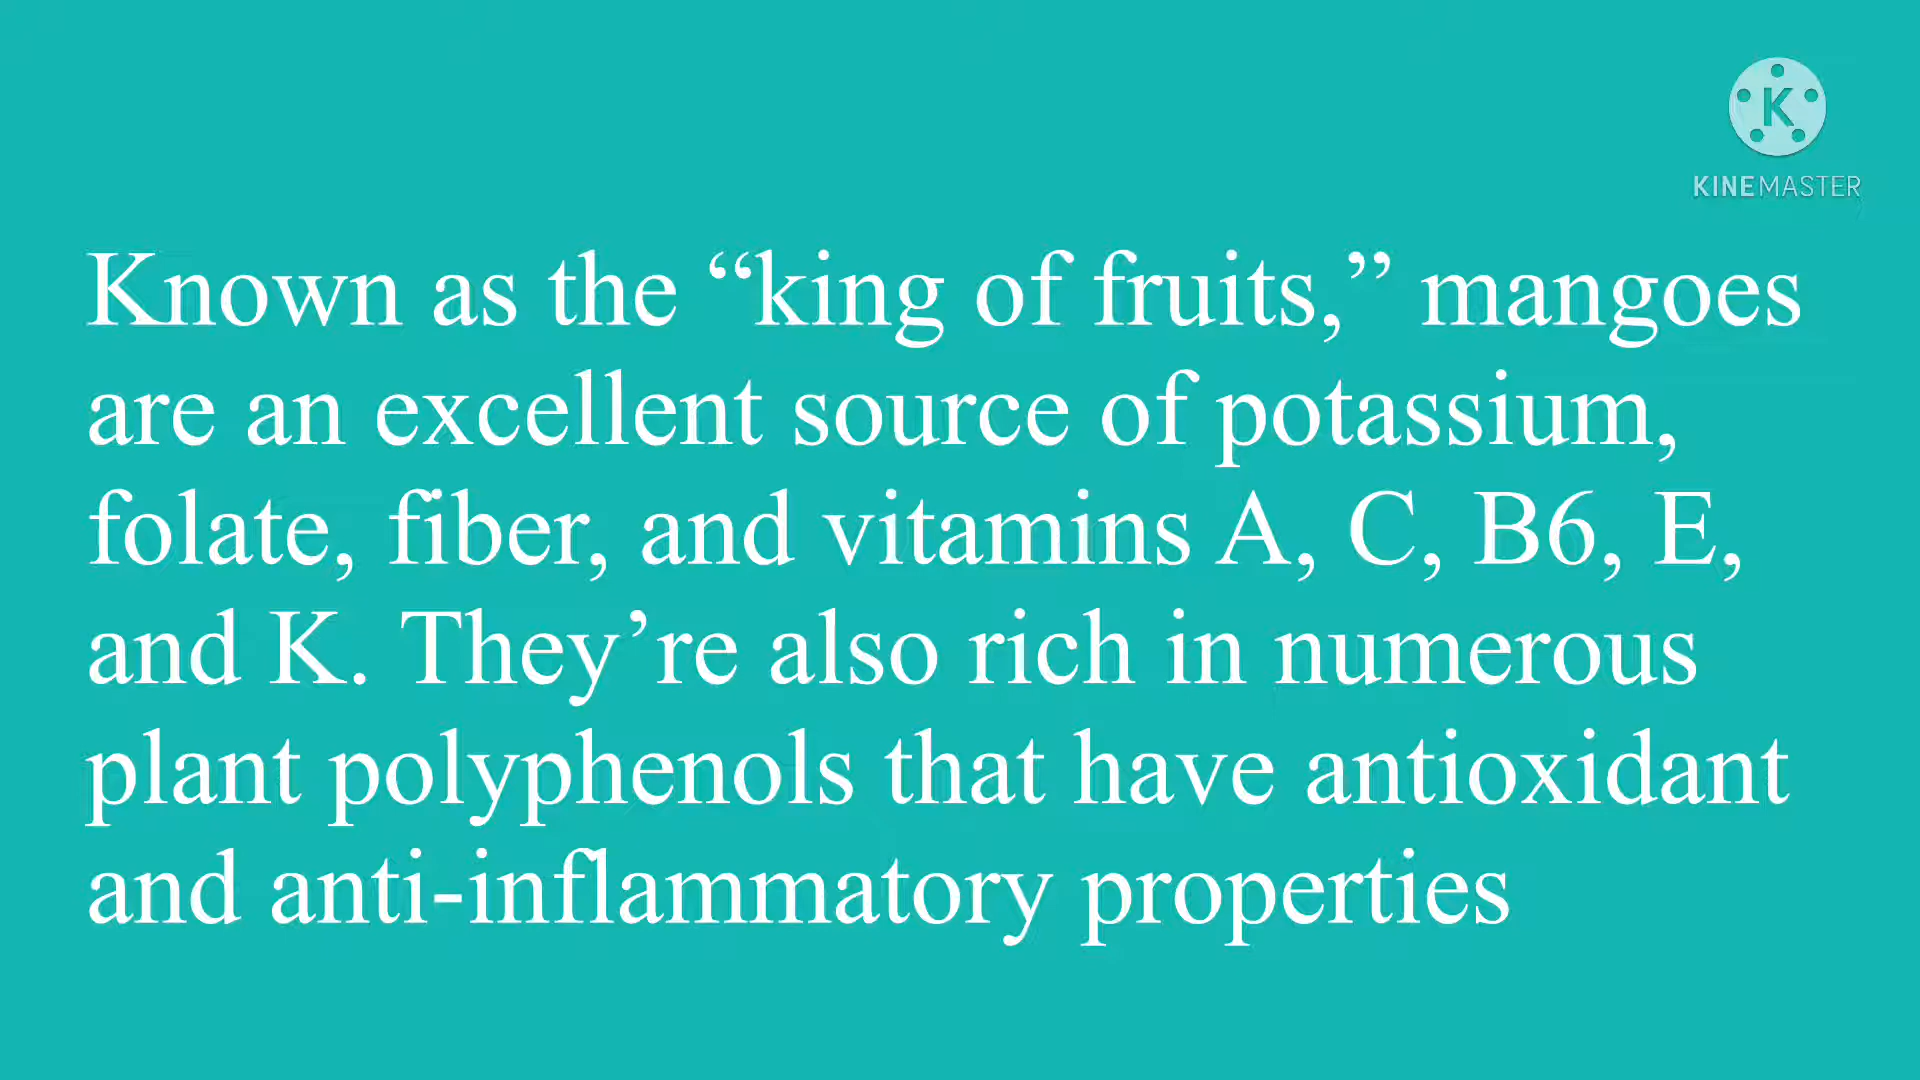 K
KINEMASTER
Known as the “king of fruits,” mangoes
are an excellent source of potassium,
folate, fiber, and vitamins A, C, B6, E,
and K. They’re also rich in numerous
plant polyphenols that have antioxidant
and anti-inflammatory properties